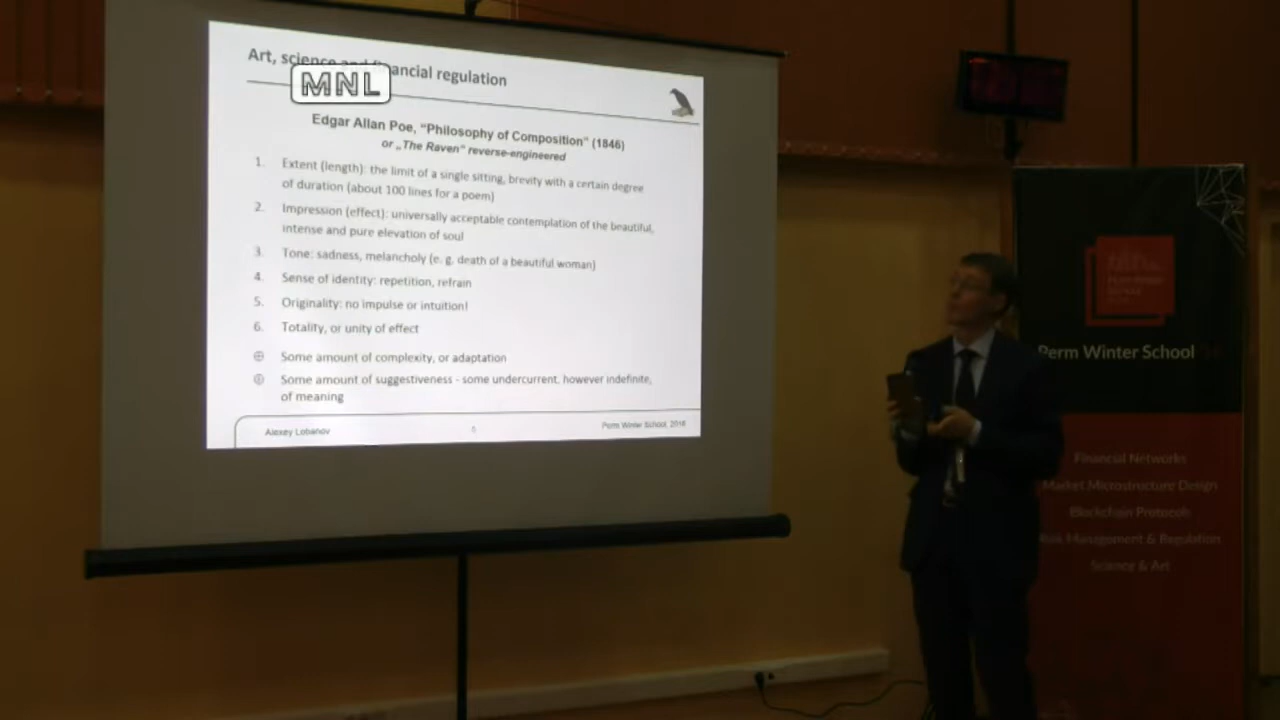 Art, science and financial regulation
MNL
Edgar Allan Poe, “Philosophy of Composition” (1846)
or „The Raven” reverse-engineered
1. Extent (length): the limit of a single sitting, brevity with a certain degree
of duration (about 100 lines for a poem)
2. Impression (effect): universally acceptable contemplation of the beautiful,
intense and pure elevation of soul
3. Tone: sadness, melancholy (e. g. death of a beautiful woman)
4. Sense of identity: repetition, refrain
5. Originality: no impulse or intuition!
6. Totality, or unity of effect
⊕ Some amount of complexity, or adaptation
⊕ Some amount of suggestiveness - some undercurrent, however indefinite,
of meaning
Alexey Lobanov
Perm Winter School, 2016
Perm Winter School
Financial Networks
Market Microstructure Design
Blockchain Protocols
Risk Management & Regulation
Science & Art